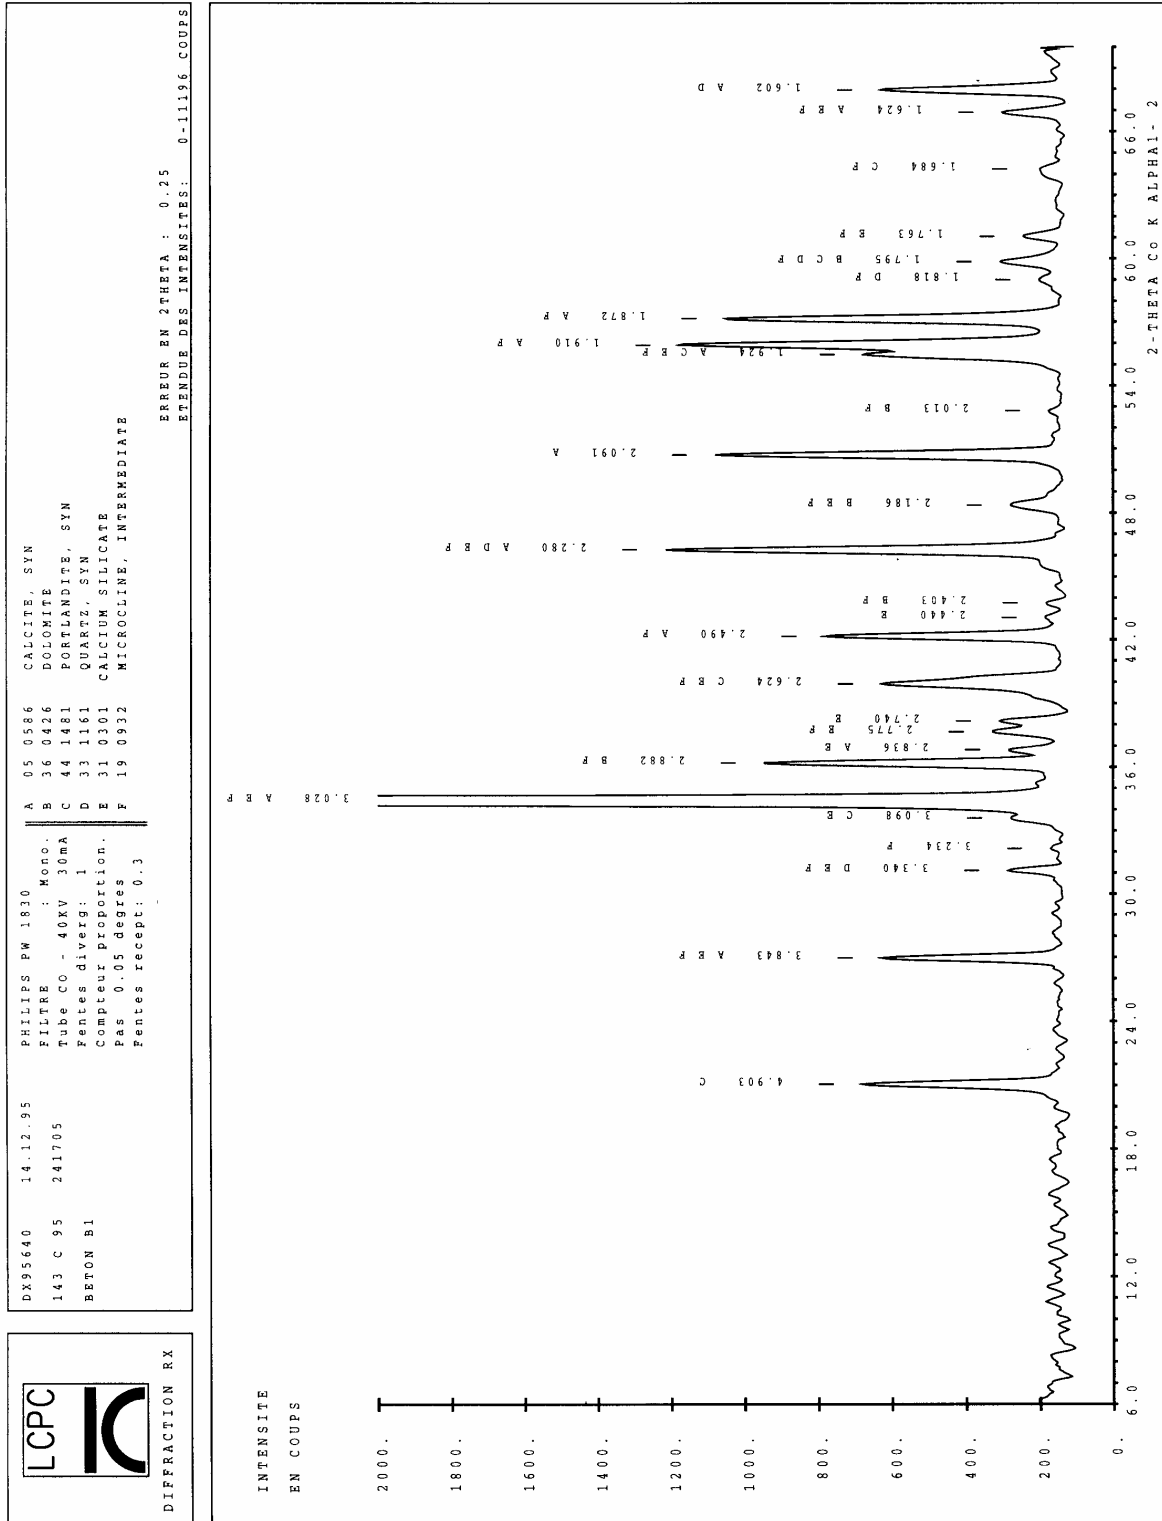 LCPC
DIFFRACTION RX
DX95640 14.12.95
143 C 95 241705
BETON B1
PHILIPS PW 1830
FILTRE : Mono.
Tube CO - 40KV 30mA
Fentes diverg: 1
Compteur proportion.
Pas 0.05 degres
Fentes recept: 0.3
A 05 0586 CALCITE, SYN
B 36 0426 DOLOMITE
C 44 1481 PORTLANDITE, SYN
D 33 1161 QUARTZ, SYN
E 31 0301 CALCIUM SILICATE
F 19 0932 MICROCLINE, INTERMEDIATE
ERREUR EN 2THETA : 0.25
ETENDUE DES INTENSITES: 0-11196 COUPS
INTENSITE
EN COUPS
2000.
1800.
1600.
1400.
1200.
1000.
800.
600.
400.
200.
0.
4.903 C
3.843 A E F
3.340 D E F
3.234 F
3.098 C E
3.028 A E F
2.882 B F
2.836 A E
2.775 E F
2.740 E
2.624 C E F
2.490 A F
2.440 E
2.403 B F
2.280 A D E F
2.186 B E F
2.091 A
2.013 B F
1.924 A C E F
1.910 A F
1.872 A F
1.818 D F
1.795 B C D F
1.763 E F
1.684 C F
1.624 A E F
1.602 A D
6.0 12.0 18.0 24.0 30.0 36.0 42.0 48.0 54.0 60.0 66.0
2-THETA Co K ALPHA1- 2